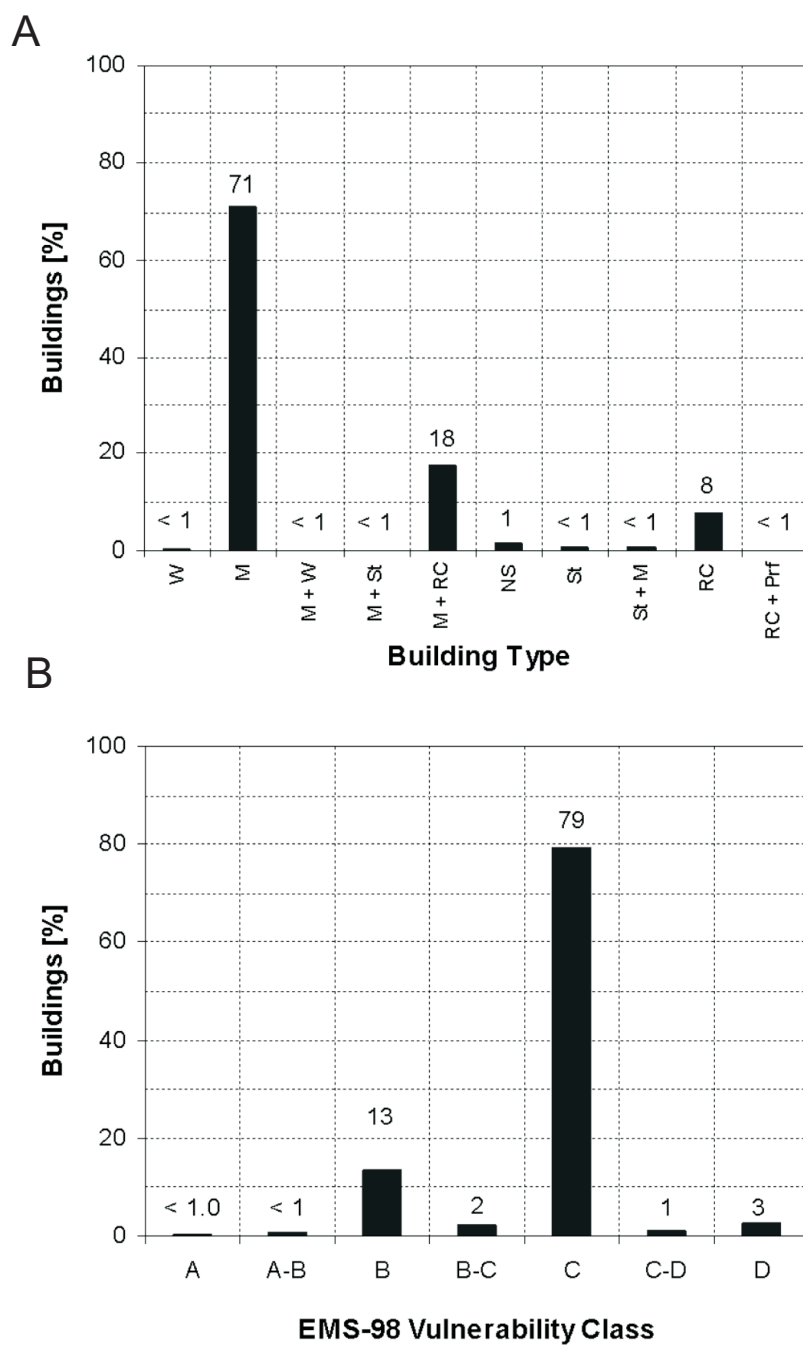 A
100
80
60
40
20
0
Buildings [%]
< 1
71
< 1
< 1
18
1
< 1
< 1
8
< 1
W
M
M + W
M + St
M + RC
NS
St
St + M
RC
RC + Prf
Building Type
B
100
80
60
40
20
0
Buildings [%]
< 1.0
< 1
13
2
79
1
3
A
A-B
B
B-C
C
C-D
D
EMS-98 Vulnerability Class